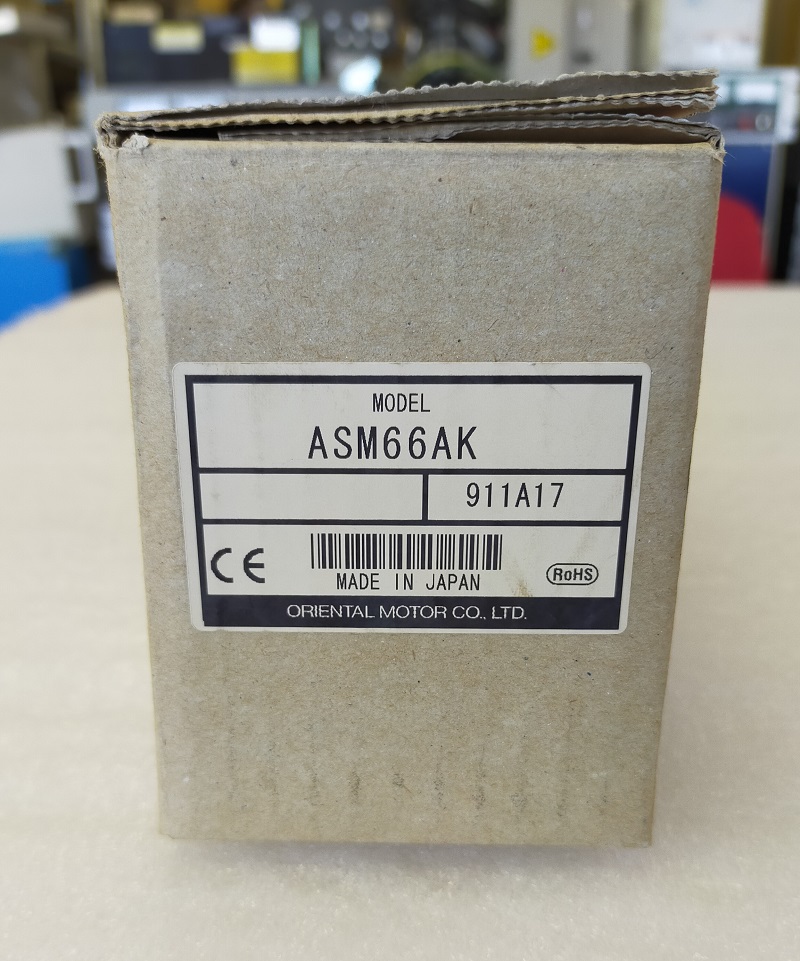 MODEL
ASM66AK
911A17
CE
MADE IN JAPAN
RoHS
ORIENTAL MOTOR CO., LTD.